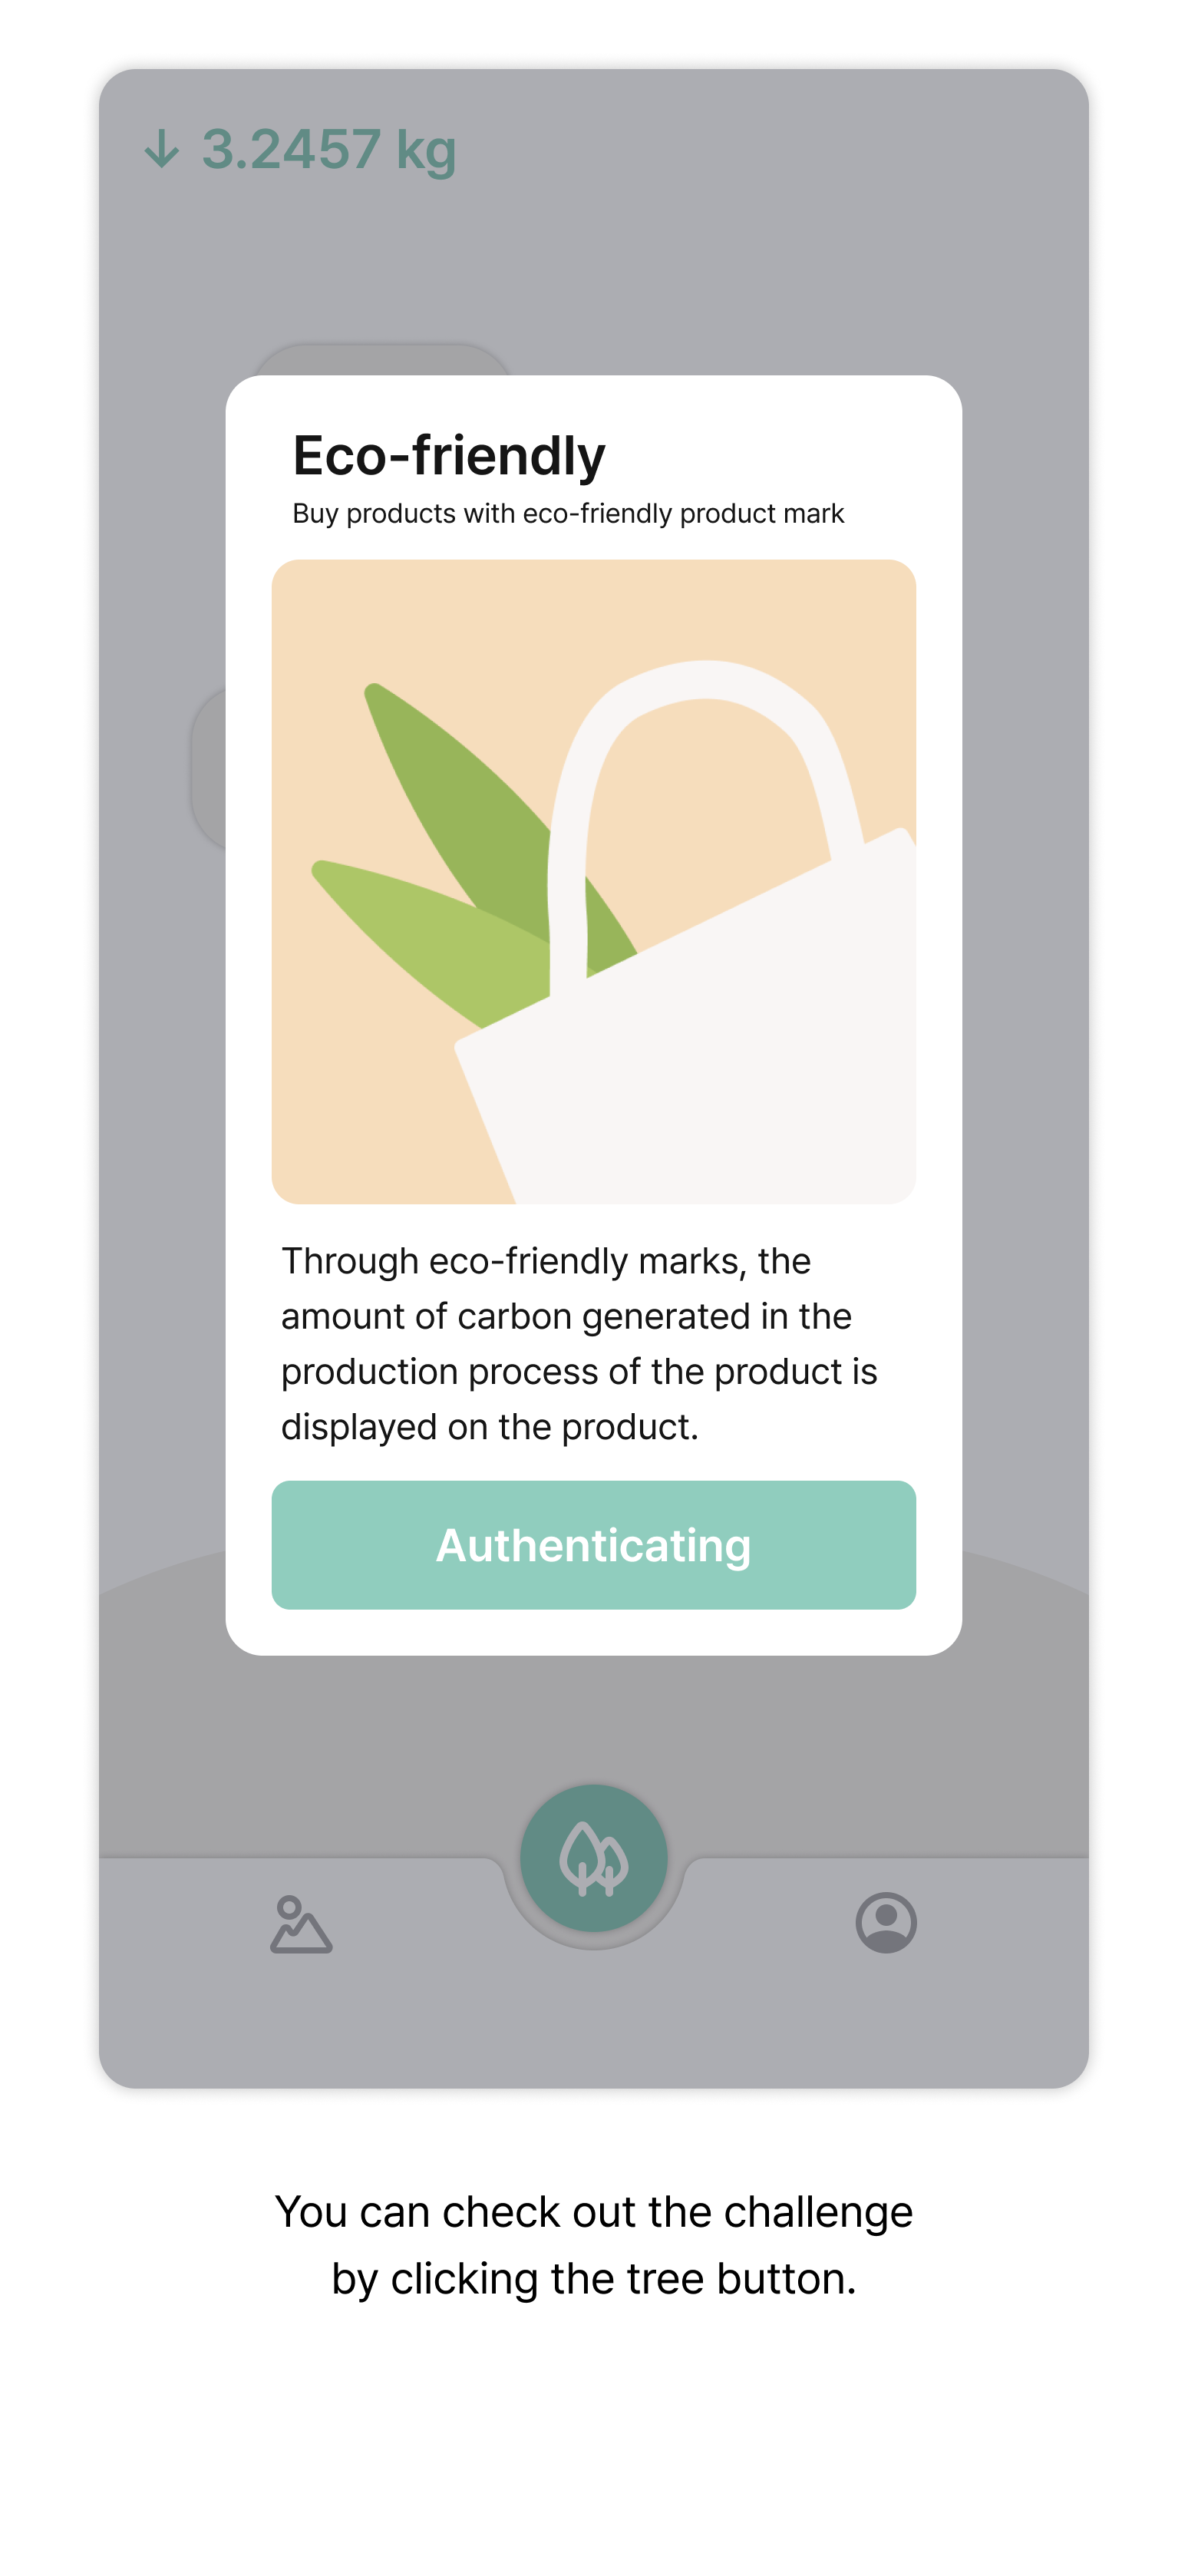 ↓ 3.2457 kg
Eco-friendly
Buy products with eco-friendly product mark
Through eco-friendly marks, the
amount of carbon generated in the
production process of the product is
displayed on the product.
Authenticating
You can check out the challenge
by clicking the tree button.